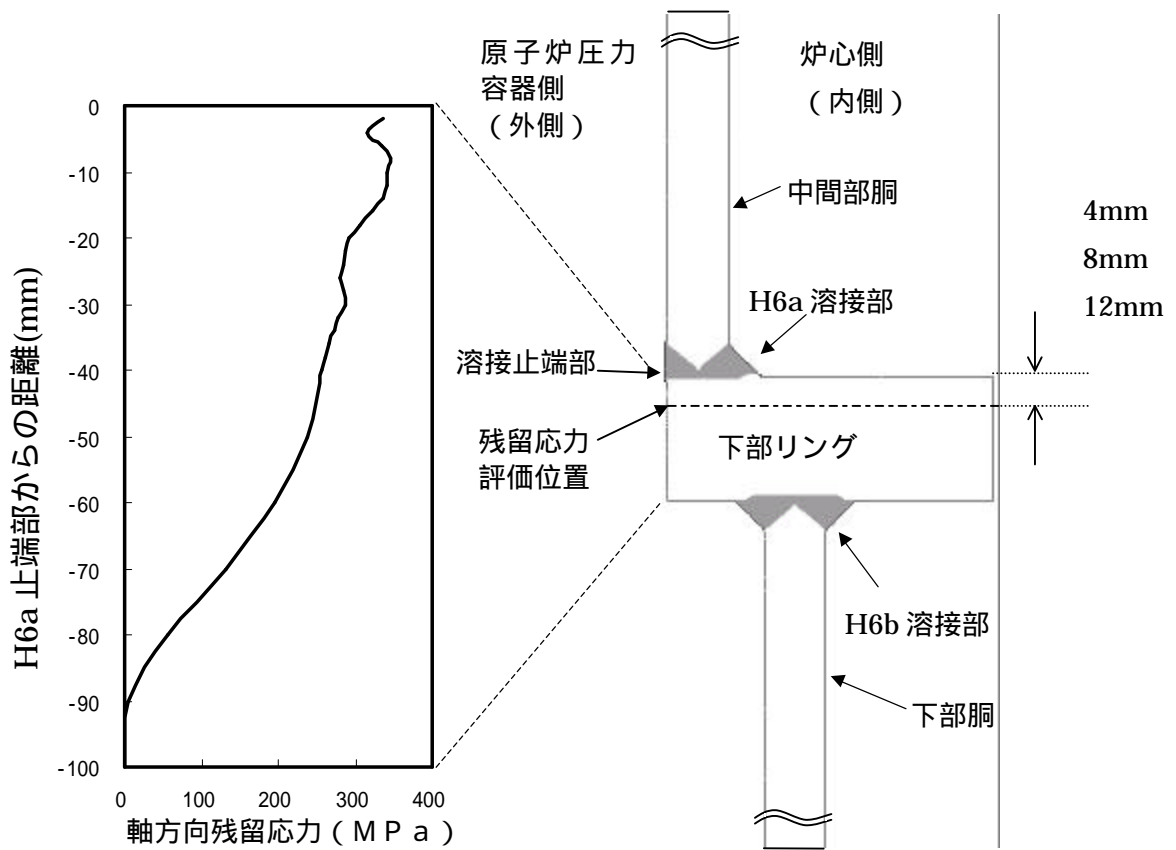 H6a 止端部からの距離(mm)
0
-10
-20
-30
-40
-50
-60
-70
-80
-90
-100
0 100 200 300 400
軸方向残留応力（ＭＰａ）
原子炉圧力
容器側
（外側）
炉心側
（内側）
中間部胴
4mm
8mm
12mm
H6a 溶接部
溶接止端部
残留応力
評価位置
下部リング
H6b 溶接部
下部胴